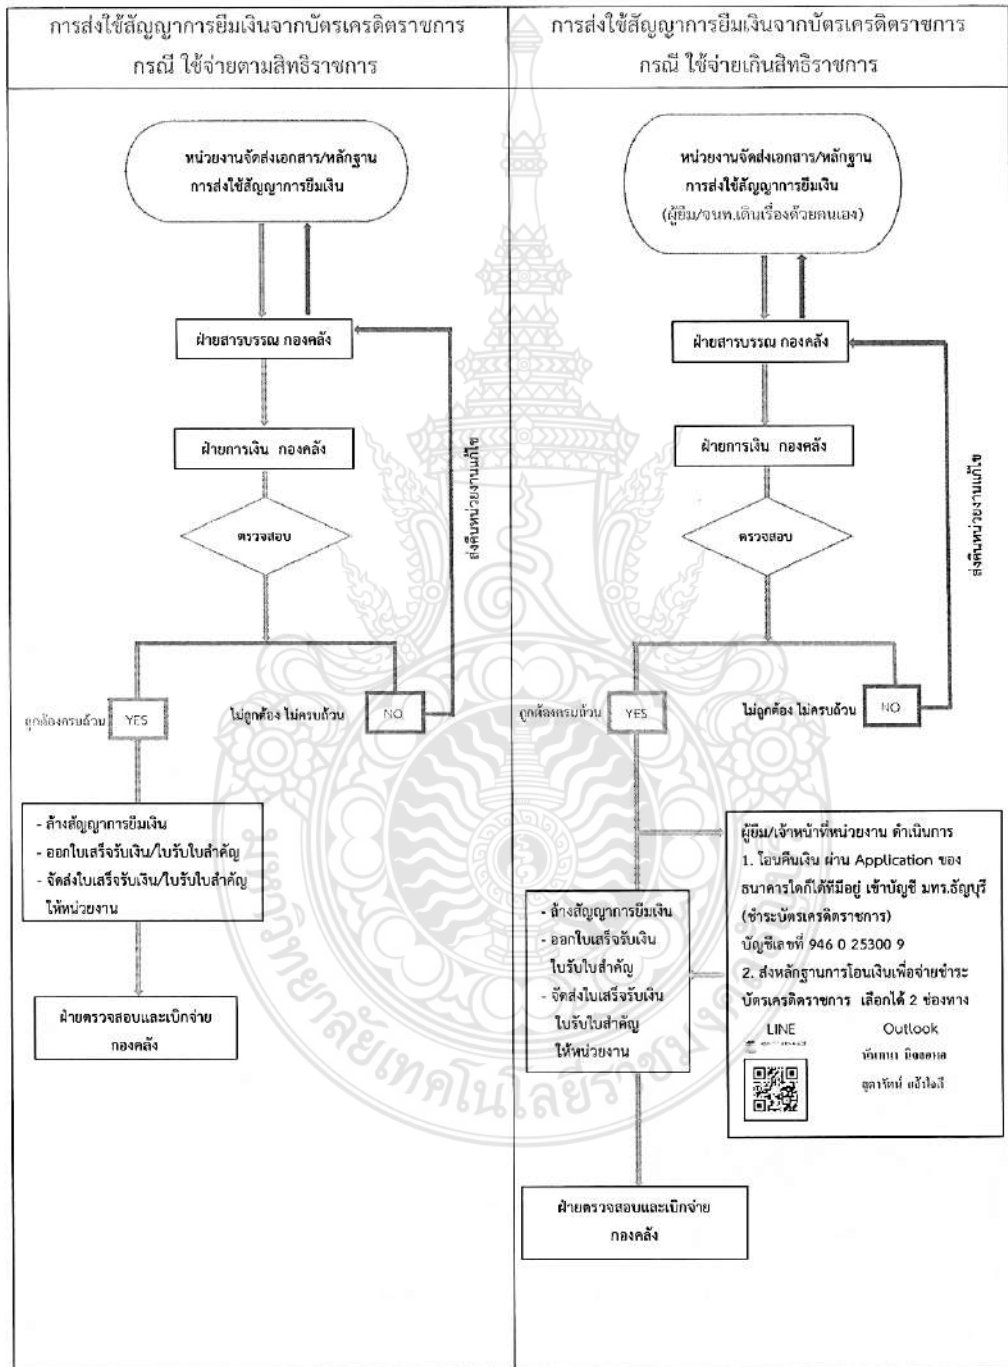 การส่งใช้สัญญาการยืมเงินจากบัตรเครดิตราชการ
กรณี ใช้จ่ายตามสิทธิราชการ
หน่วยงานจัดส่งเอกสาร/หลักฐาน
การส่งใช้สัญญาการยืมเงิน
ฝ่ายสารบรรณ กองคลัง
ฝ่ายการเงิน กองคลัง
ตรวจสอบ
ส่งคืนหน่วยงานแก้ไข
ถูกต้องครบถ้วน
YES
ไม่ถูกต้อง ไม่ครบถ้วน
NO
- ล้างสัญญาการยืมเงิน
- ออกใบเสร็จรับเงิน/ใบรับใบสำคัญ
- จัดส่งใบเสร็จรับเงิน/ใบรับใบสำคัญ
ให้หน่วยงาน
ฝ่ายตรวจสอบและเบิกจ่าย
กองคลัง
การส่งใช้สัญญาการยืมเงินจากบัตรเครดิตราชการ
กรณี ใช้จ่ายเกินสิทธิราชการ
หน่วยงานจัดส่งเอกสาร/หลักฐาน
การส่งใช้สัญญาการยืมเงิน
(ผู้ยืม/จนท.เดินเรื่องด้วยตนเอง)
ฝ่ายสารบรรณ กองคลัง
ฝ่ายการเงิน กองคลัง
ตรวจสอบ
ส่งคืนหน่วยงานแก้ไข
ถูกต้องครบถ้วน
YES
ไม่ถูกต้อง ไม่ครบถ้วน
NO
ผู้ยืม/เจ้าหน้าที่หน่วยงาน ดำเนินการ
1. โอนคืนเงิน ผ่าน Application ของ
ธนาคารใดก็ได้ที่มีอยู่ เข้าบัญชี มทร.ธัญบุรี
(ชำระบัตรเครดิตราชการ)
บัญชีเลขที่ 946 0 25300 9
2. ส่งหลักฐานการโอนเงินเพื่อจ่ายชำระ
บัตรเครดิตราชการ เลือกได้ 2 ช่องทาง
LINE
Outlook
- ล้างสัญญาการยืมเงิน
- ออกใบเสร็จรับเงิน
ใบรับใบสำคัญ
- จัดส่งใบเสร็จรับเงิน
ใบรับใบสำคัญ
ให้หน่วยงาน
ฝ่ายตรวจสอบและเบิกจ่าย
กองคลัง
มหาวิทยาลัยเทคโนโลยีราชมงคลธัญบุรี